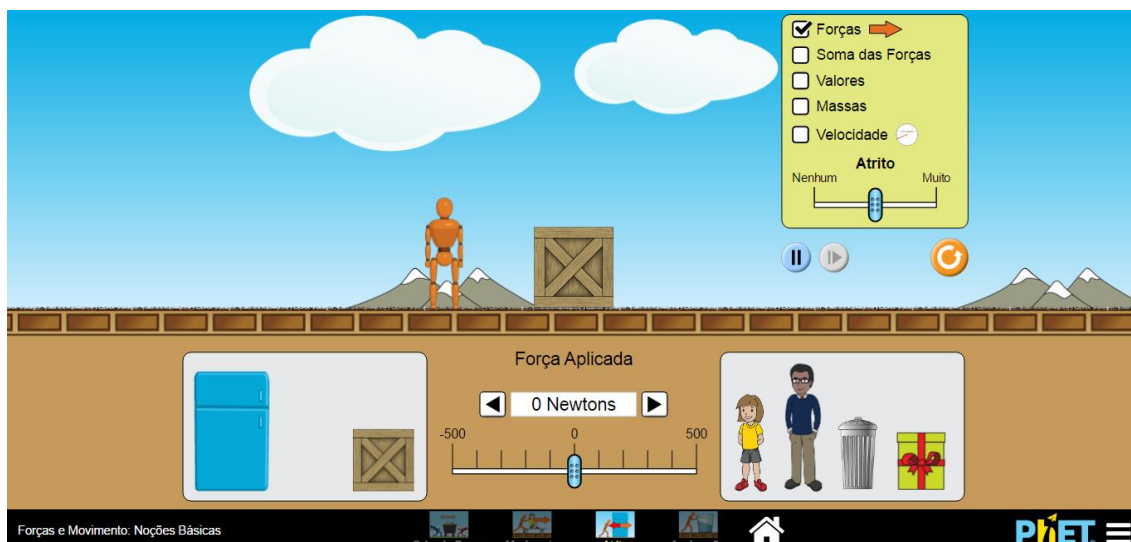 Forças
Soma das Forças
Valores
Massas
Velocidade
Atrito
Nenhum Muito
Força Aplicada
0 Newtons
-500 0 500
Forças e Movimento: Noções Básicas
PhET